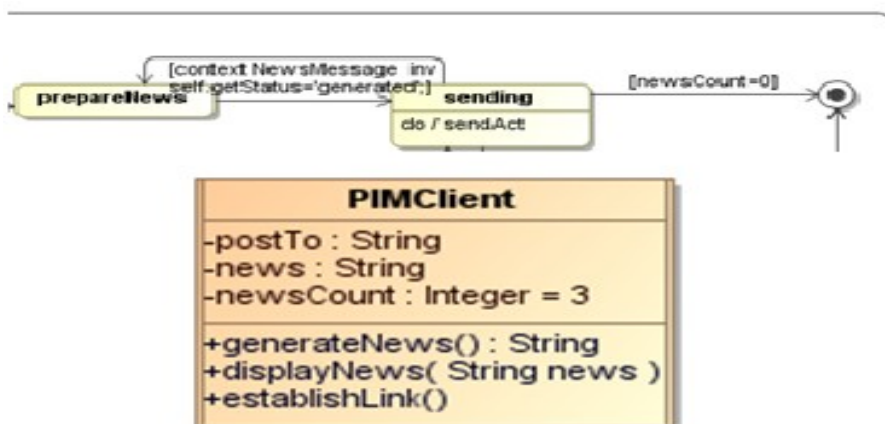 [context NewsMessage inv
self.getStatus='generated';]
[newsCount=0]
prepareNews
sending
do / sendAct
PIMClient
-postTo : String
-news : String
-newsCount : Integer = 3
+generateNews() : String
+displayNews( String news )
+establishLink()